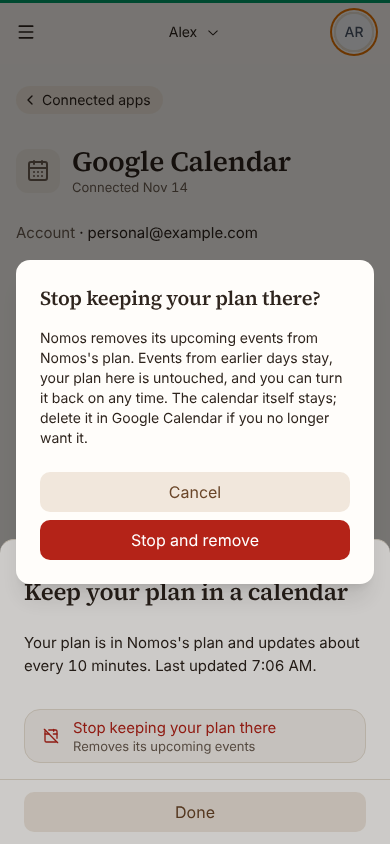 Alex
AR
Connected apps
Google Calendar
Connected Nov 14
Account · personal@example.com
Stop keeping your plan there?
Nomos removes its upcoming events from
Nomos's plan. Events from earlier days stay,
your plan here is untouched, and you can turn
it back on any time. The calendar itself stays;
delete it in Google Calendar if you no longer
want it.
Cancel
Stop and remove
Keep your plan in a calendar
Your plan is in Nomos's plan and updates about
every 10 minutes. Last updated 7:06 AM.
Stop keeping your plan there
Removes its upcoming events
Done